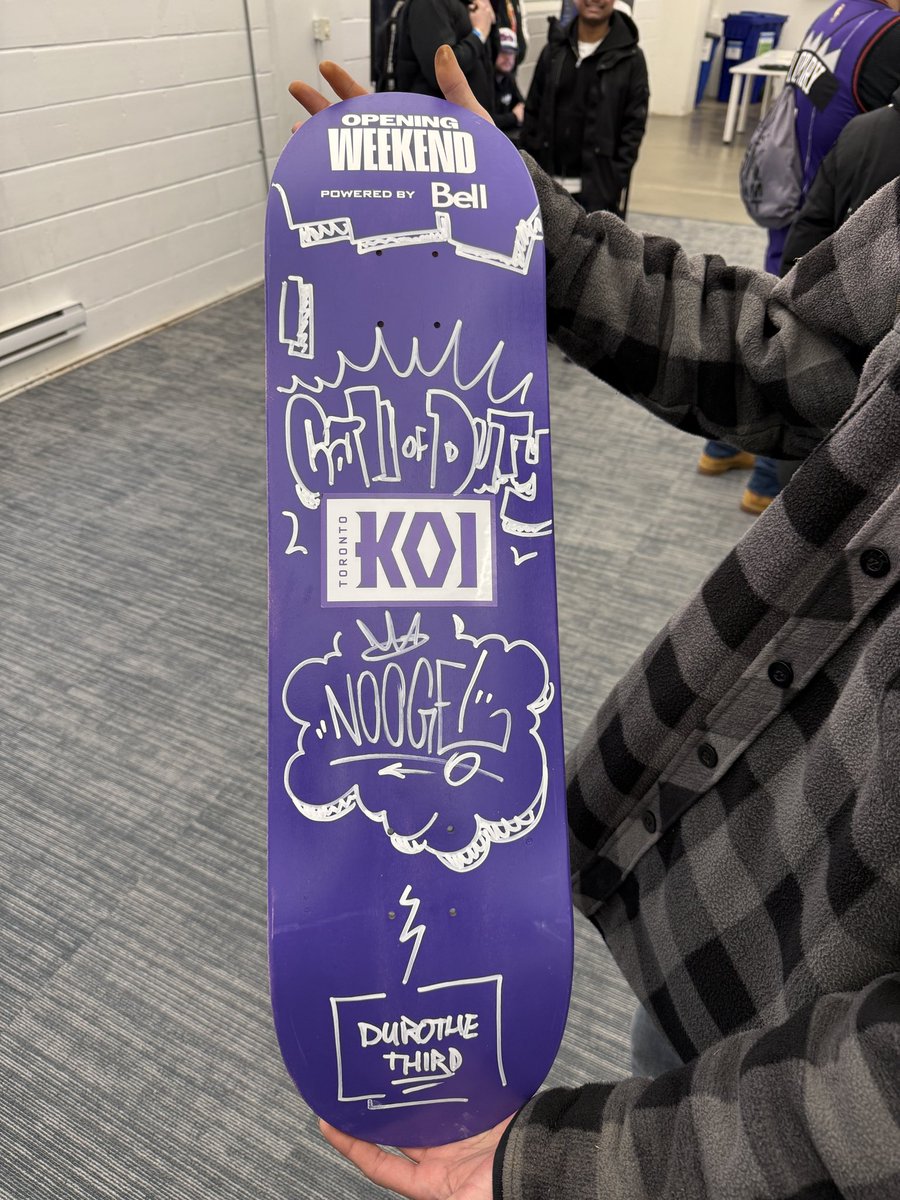 OPENING
WEEKEND
POWERED BY Bell
Call of Duty
TORONTO
KOI
NOOGEL
DUROTHE
THIRD